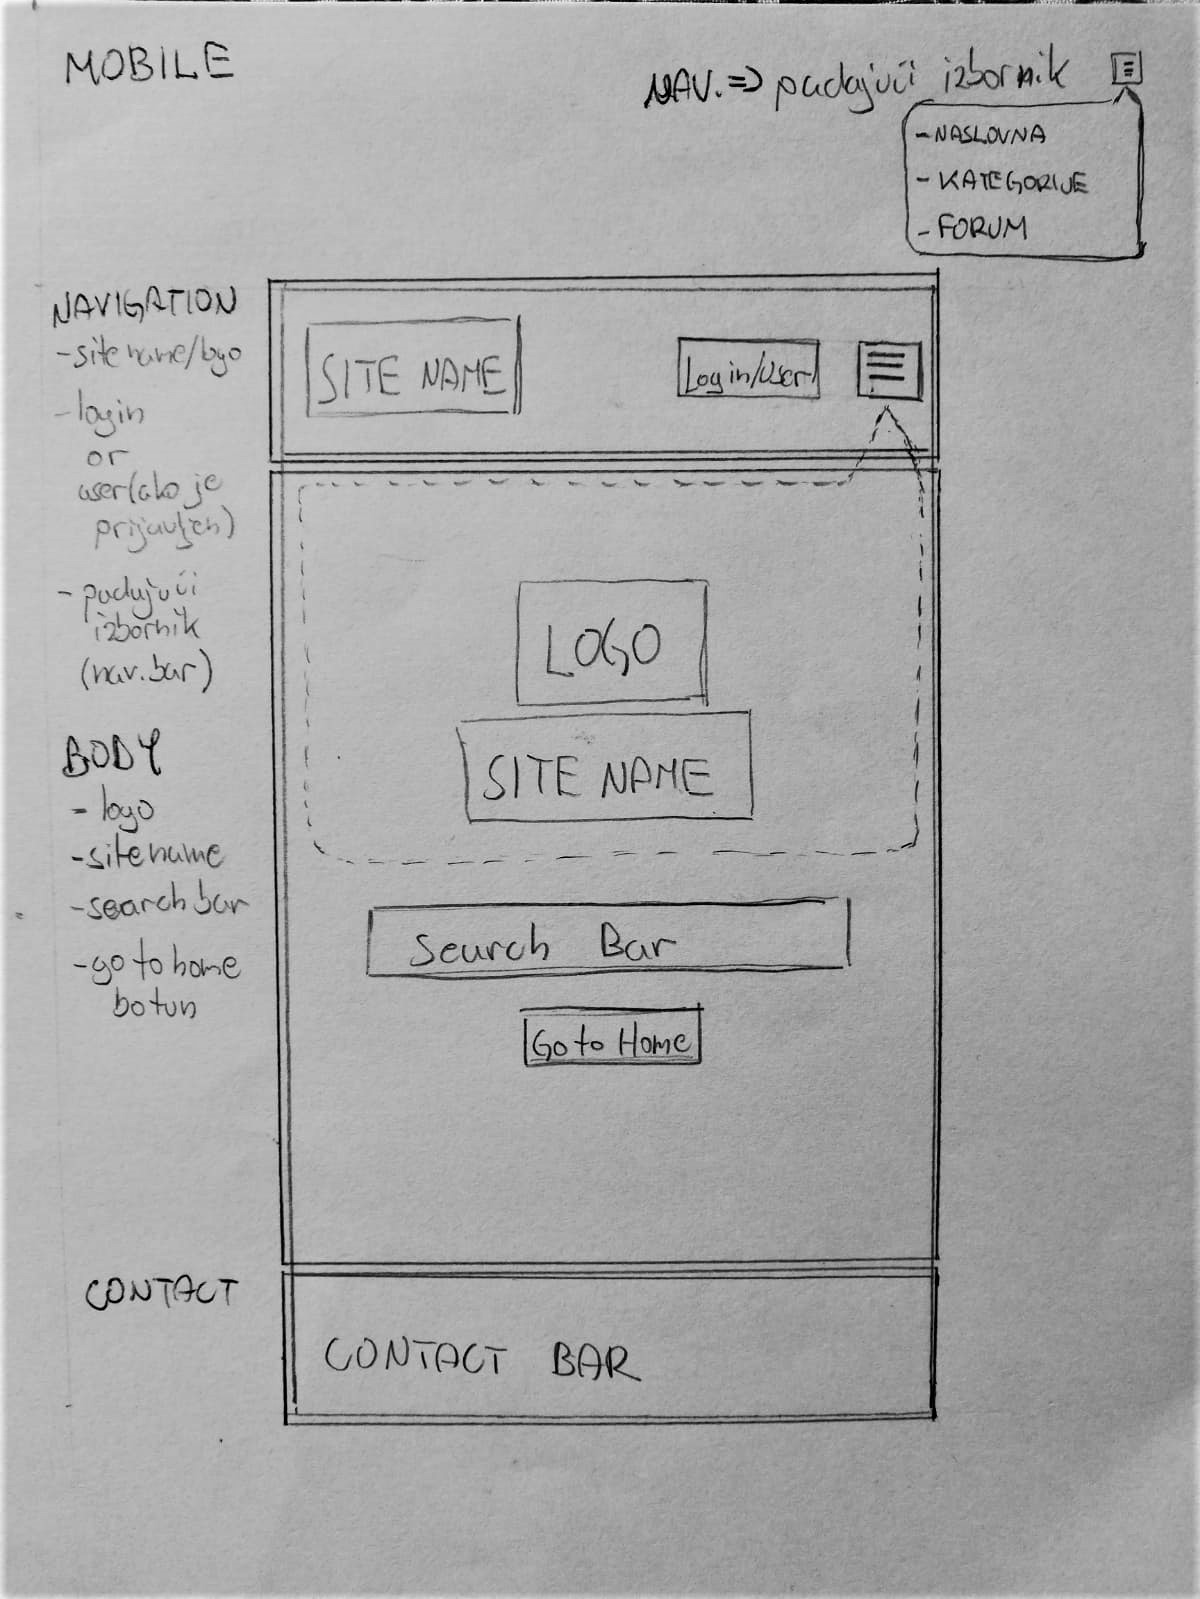 MOBILE
NAV. => padajući izbornik
- NASLOVNA
- KATEGORIJE
- FORUM
NAVIGATION
- site name/logo
- login
or
user(ako je
prijavljen)
- padajući
izbornik
(nav.bar)
BODY
- logo
- site name
- search bar
- go to home
botun
CONTACT
SITE NAME
Login/User
LOGO
SITE NAME
Search Bar
Go to Home
CONTACT BAR